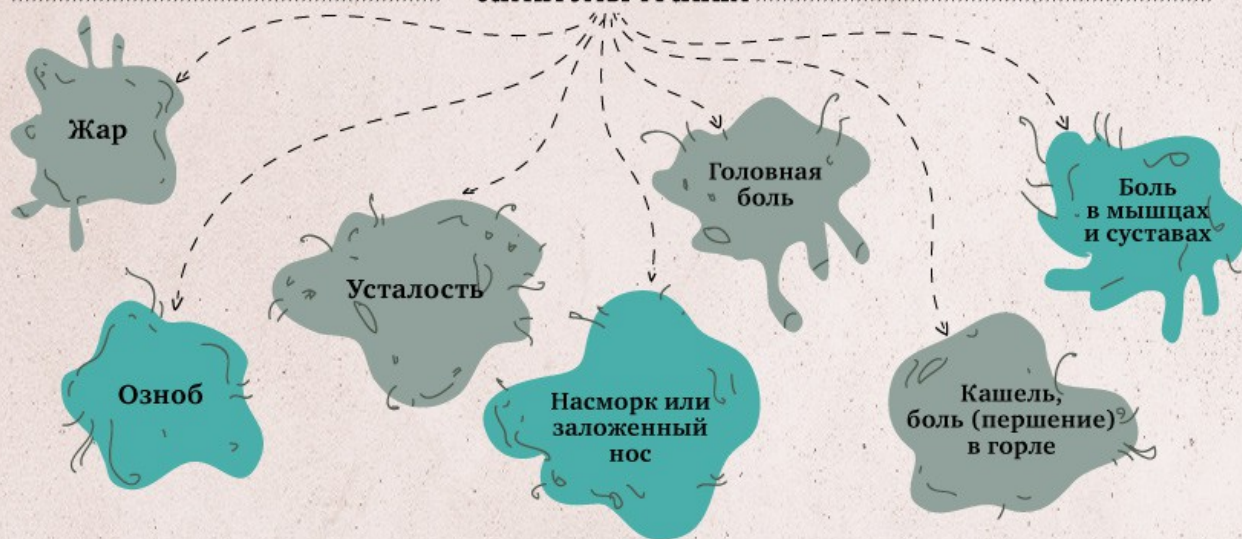 Жар
Озноб
Усталость
Насморк или
заложенный
нос
Головная
боль
Кашель,
боль (першение)
в горле
Боль
в мышцах
и суставах